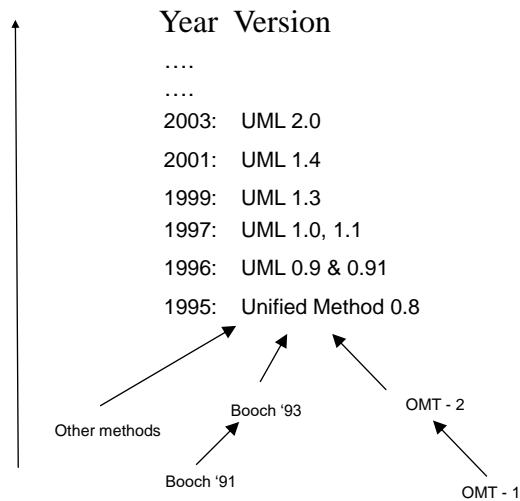 Year Version
….
….
2003: UML 2.0
2001: UML 1.4
1999: UML 1.3
1997: UML 1.0, 1.1
1996: UML 0.9 & 0.91
1995: Unified Method 0.8
Booch ‘93
OMT - 2
Other methods
Booch ‘91
OMT - 1